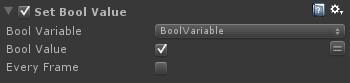 Set Bool Value
Bool Variable BoolVariable
Bool Value
Every Frame